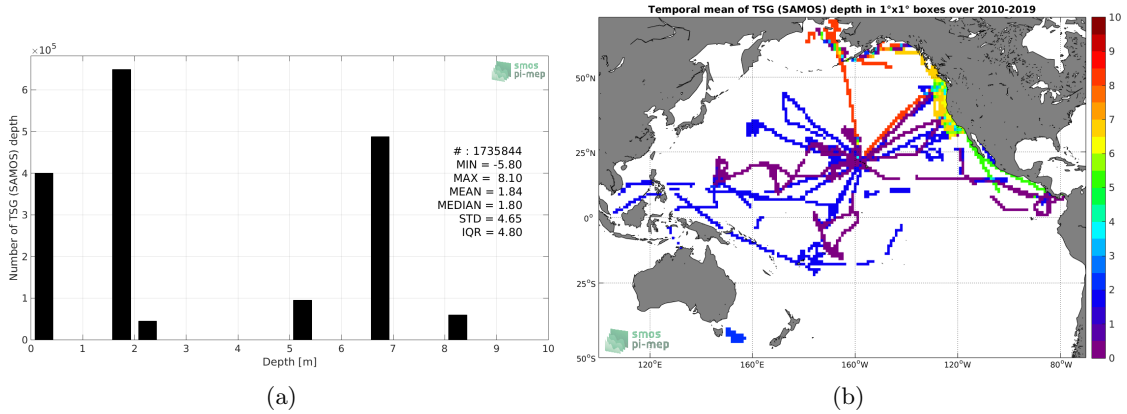 ×10⁵
6
5
4
3
2
1
0
Number of TSG (SAMOS) depth
0 1 2 3 4 5 6 7 8 9 10
Depth [m]
smos
pi-mep
# : 1735844
MIN = -5.80
MAX = 8.10
MEAN = 1.84
MEDIAN = 1.80
STD = 4.65
IQR = 4.80
(a)
Temporal mean of TSG (SAMOS) depth in 1°x1° boxes over 2010-2019
50°N
25°N
0°
25°S
50°S
120°E 160°E 160°W 120°W 80°W
smos
pi-mep
10
9
8
7
6
5
4
3
2
1
0
(b)